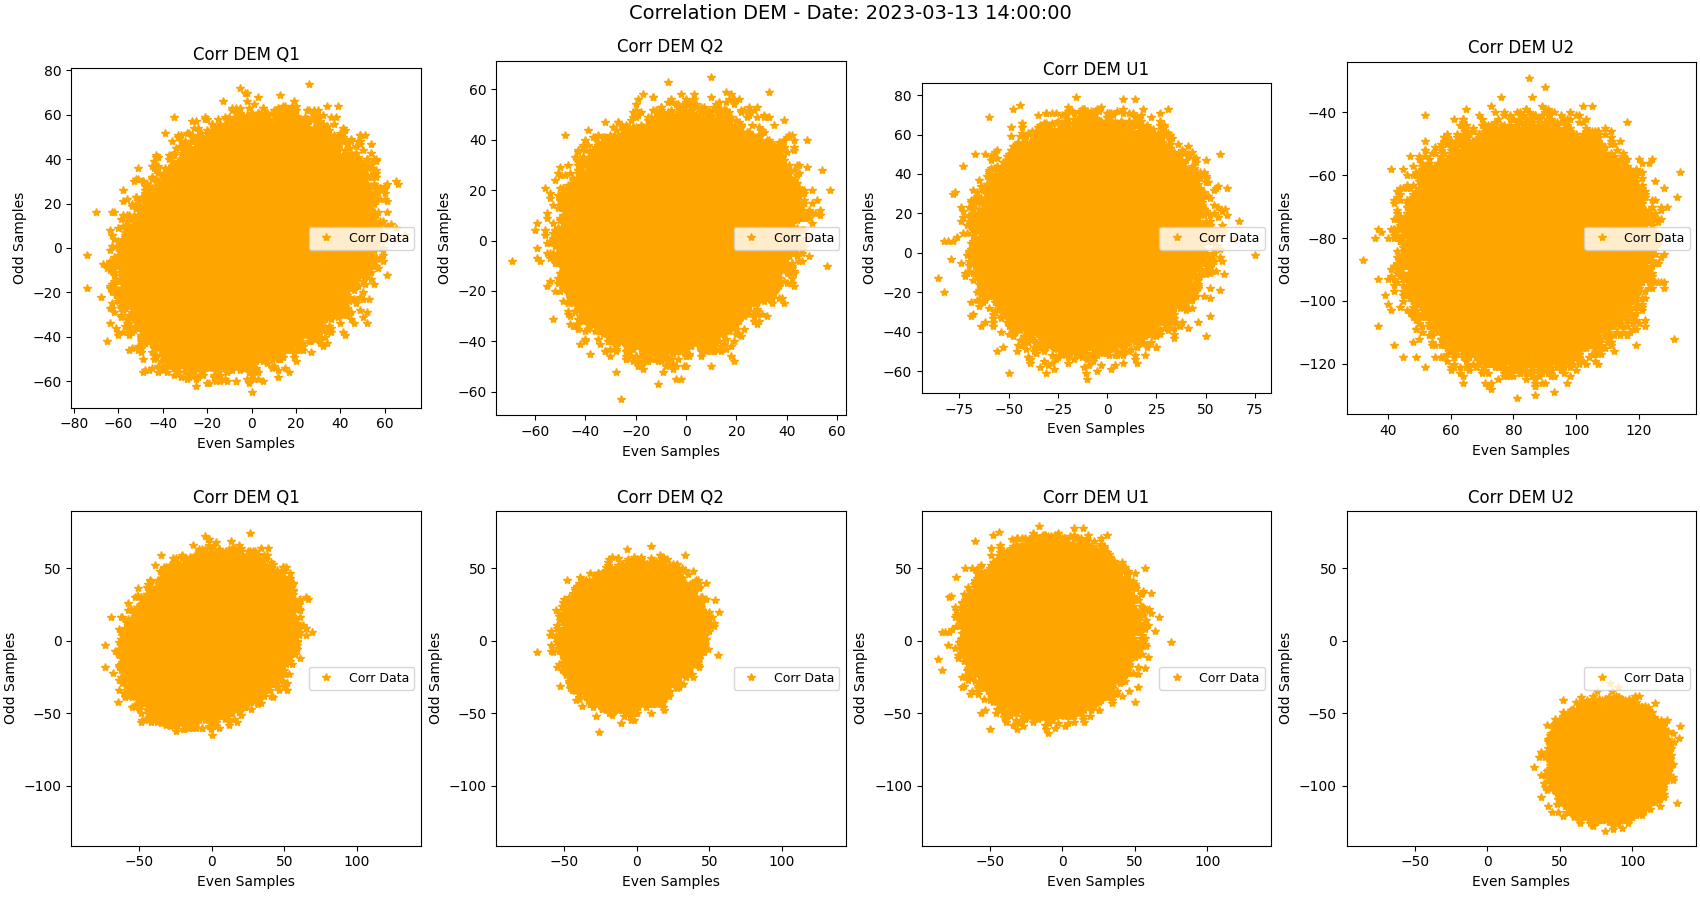 Correlation DEM - Date: 2023-03-13 14:00:00
Corr DEM Q1
80
60
40
20
0
−20
−40
−60
−80
−60
−40
−20
0
20
40
60
Odd Samples
Even Samples
Corr Data
Corr DEM Q2
60
40
20
0
−20
−40
−60
−60
−40
−20
0
20
40
60
Odd Samples
Even Samples
Corr Data
Corr DEM U1
80
60
40
20
0
−20
−40
−60
−75
−50
−25
0
25
50
75
Odd Samples
Even Samples
Corr Data
Corr DEM U2
−40
−60
−80
−100
−120
40
60
80
100
120
Odd Samples
Even Samples
Corr Data
Corr DEM Q1
50
0
−50
−100
−50
0
50
100
Odd Samples
Even Samples
Corr Data
Corr DEM Q2
50
0
−50
−100
−50
0
50
100
Odd Samples
Even Samples
Corr Data
Corr DEM U1
50
0
−50
−100
−50
0
50
100
Odd Samples
Even Samples
Corr Data
Corr DEM U2
50
0
−50
−100
−50
0
50
100
Odd Samples
Even Samples
Corr Data